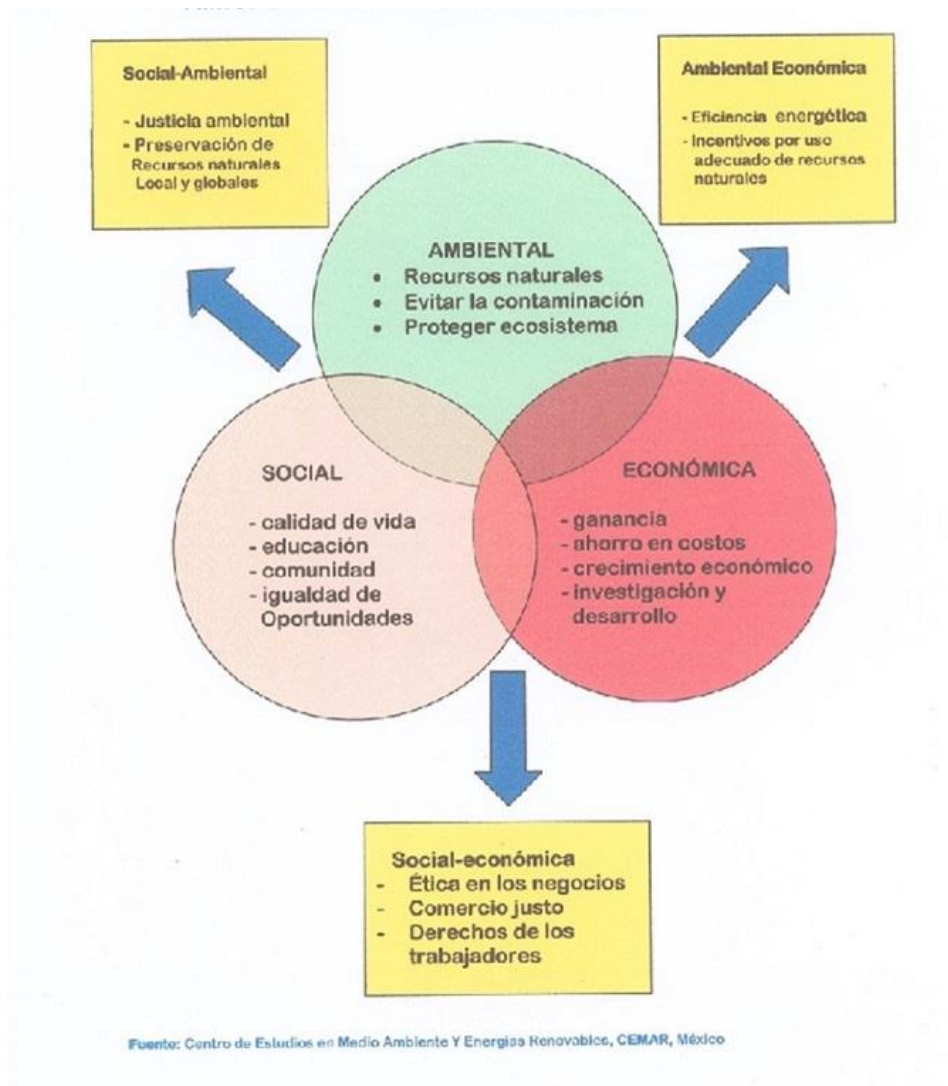 Social-Ambiental
- Justicia ambiental
- Preservación de
Recursos naturales
Local y globales
Ambiental Económica
- Eficiencia energética
- Incentivos por uso
adecuado de recursos
naturales
AMBIENTAL
• Recursos naturales
• Evitar la contaminación
• Proteger ecosistema
SOCIAL
- calidad de vida
- educación
- comunidad
- igualdad de
Oportunidades
ECONÓMICA
- ganancia
- ahorro en costos
- crecimiento económico
- investigación y
desarrollo
Social-económica
- Ética en los negocios
- Comercio justo
- Derechos de los
trabajadores
Fuente: Centro de Estudios en Medio Ambiente Y Energías Renovables, CEMAR, México